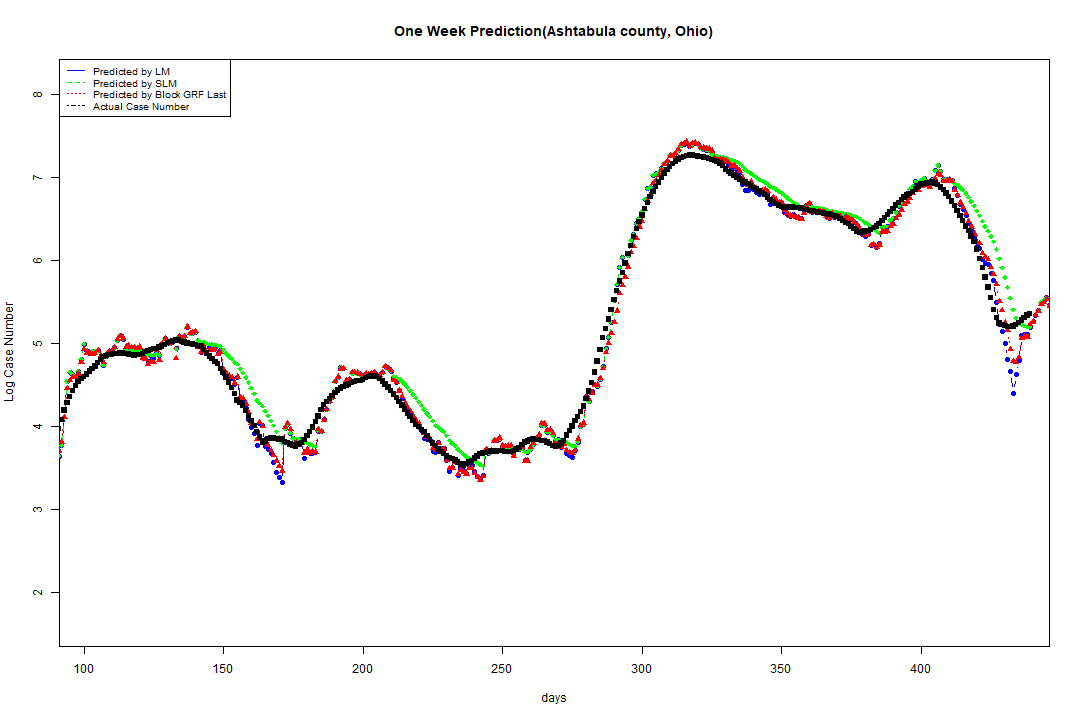 One Week Prediction(Ashtabula county, Ohio)
Predicted by LM
Predicted by SLM
Predicted by Block GRF Last
Actual Case Number
8
7
6
5
4
3
2
Log Case Number
100 150 200 250 300 350 400
days